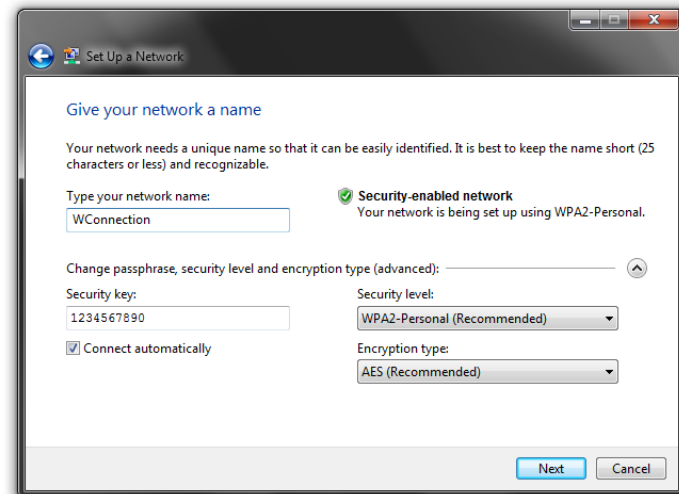 Set Up a Network
Give your network a name
Your network needs a unique name so that it can be easily identified. It is best to keep the name short (25
characters or less) and recognizable.
Type your network name:
WConnection
Security-enabled network
Your network is being set up using WPA2-Personal.
Change passphrase, security level and encryption type (advanced):
Security key:
1234567890
Connect automatically
Security level:
WPA2-Personal (Recommended)
Encryption type:
AES (Recommended)
Next
Cancel